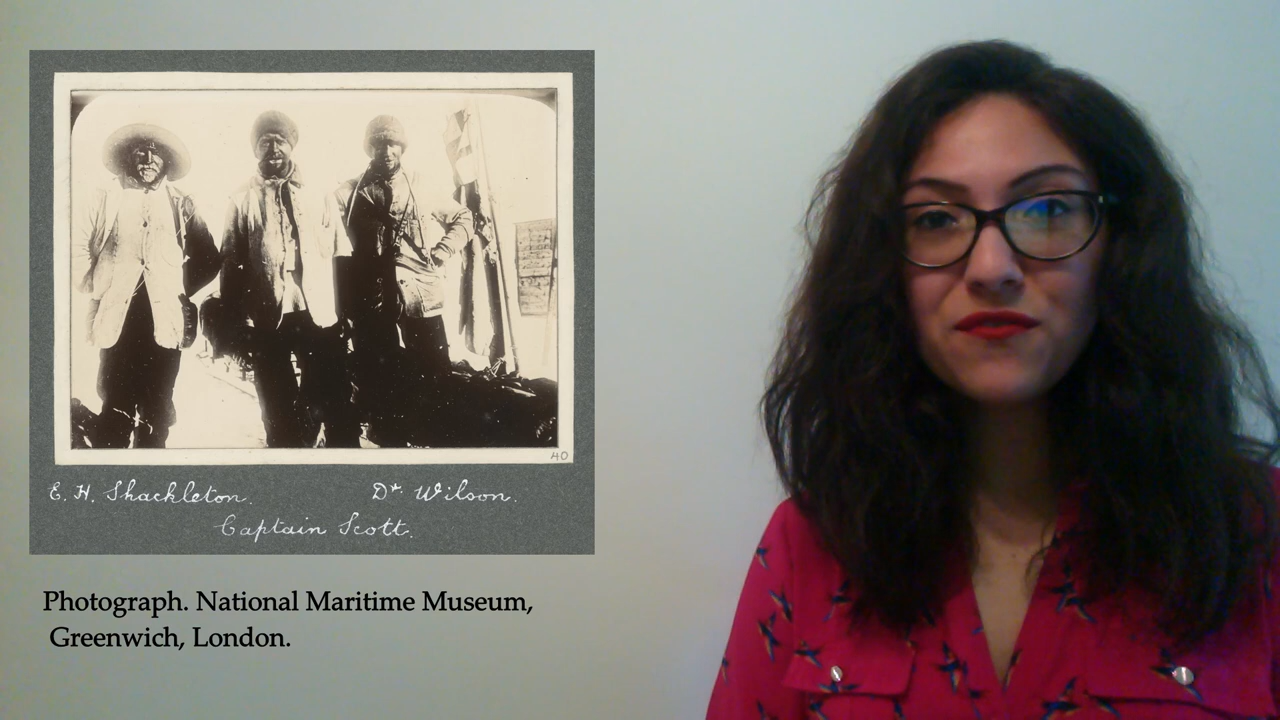 40
E. H. Shackleton.
Dr. Wilson.
Captain Scott.
Photograph. National Maritime Museum,
Greenwich, London.